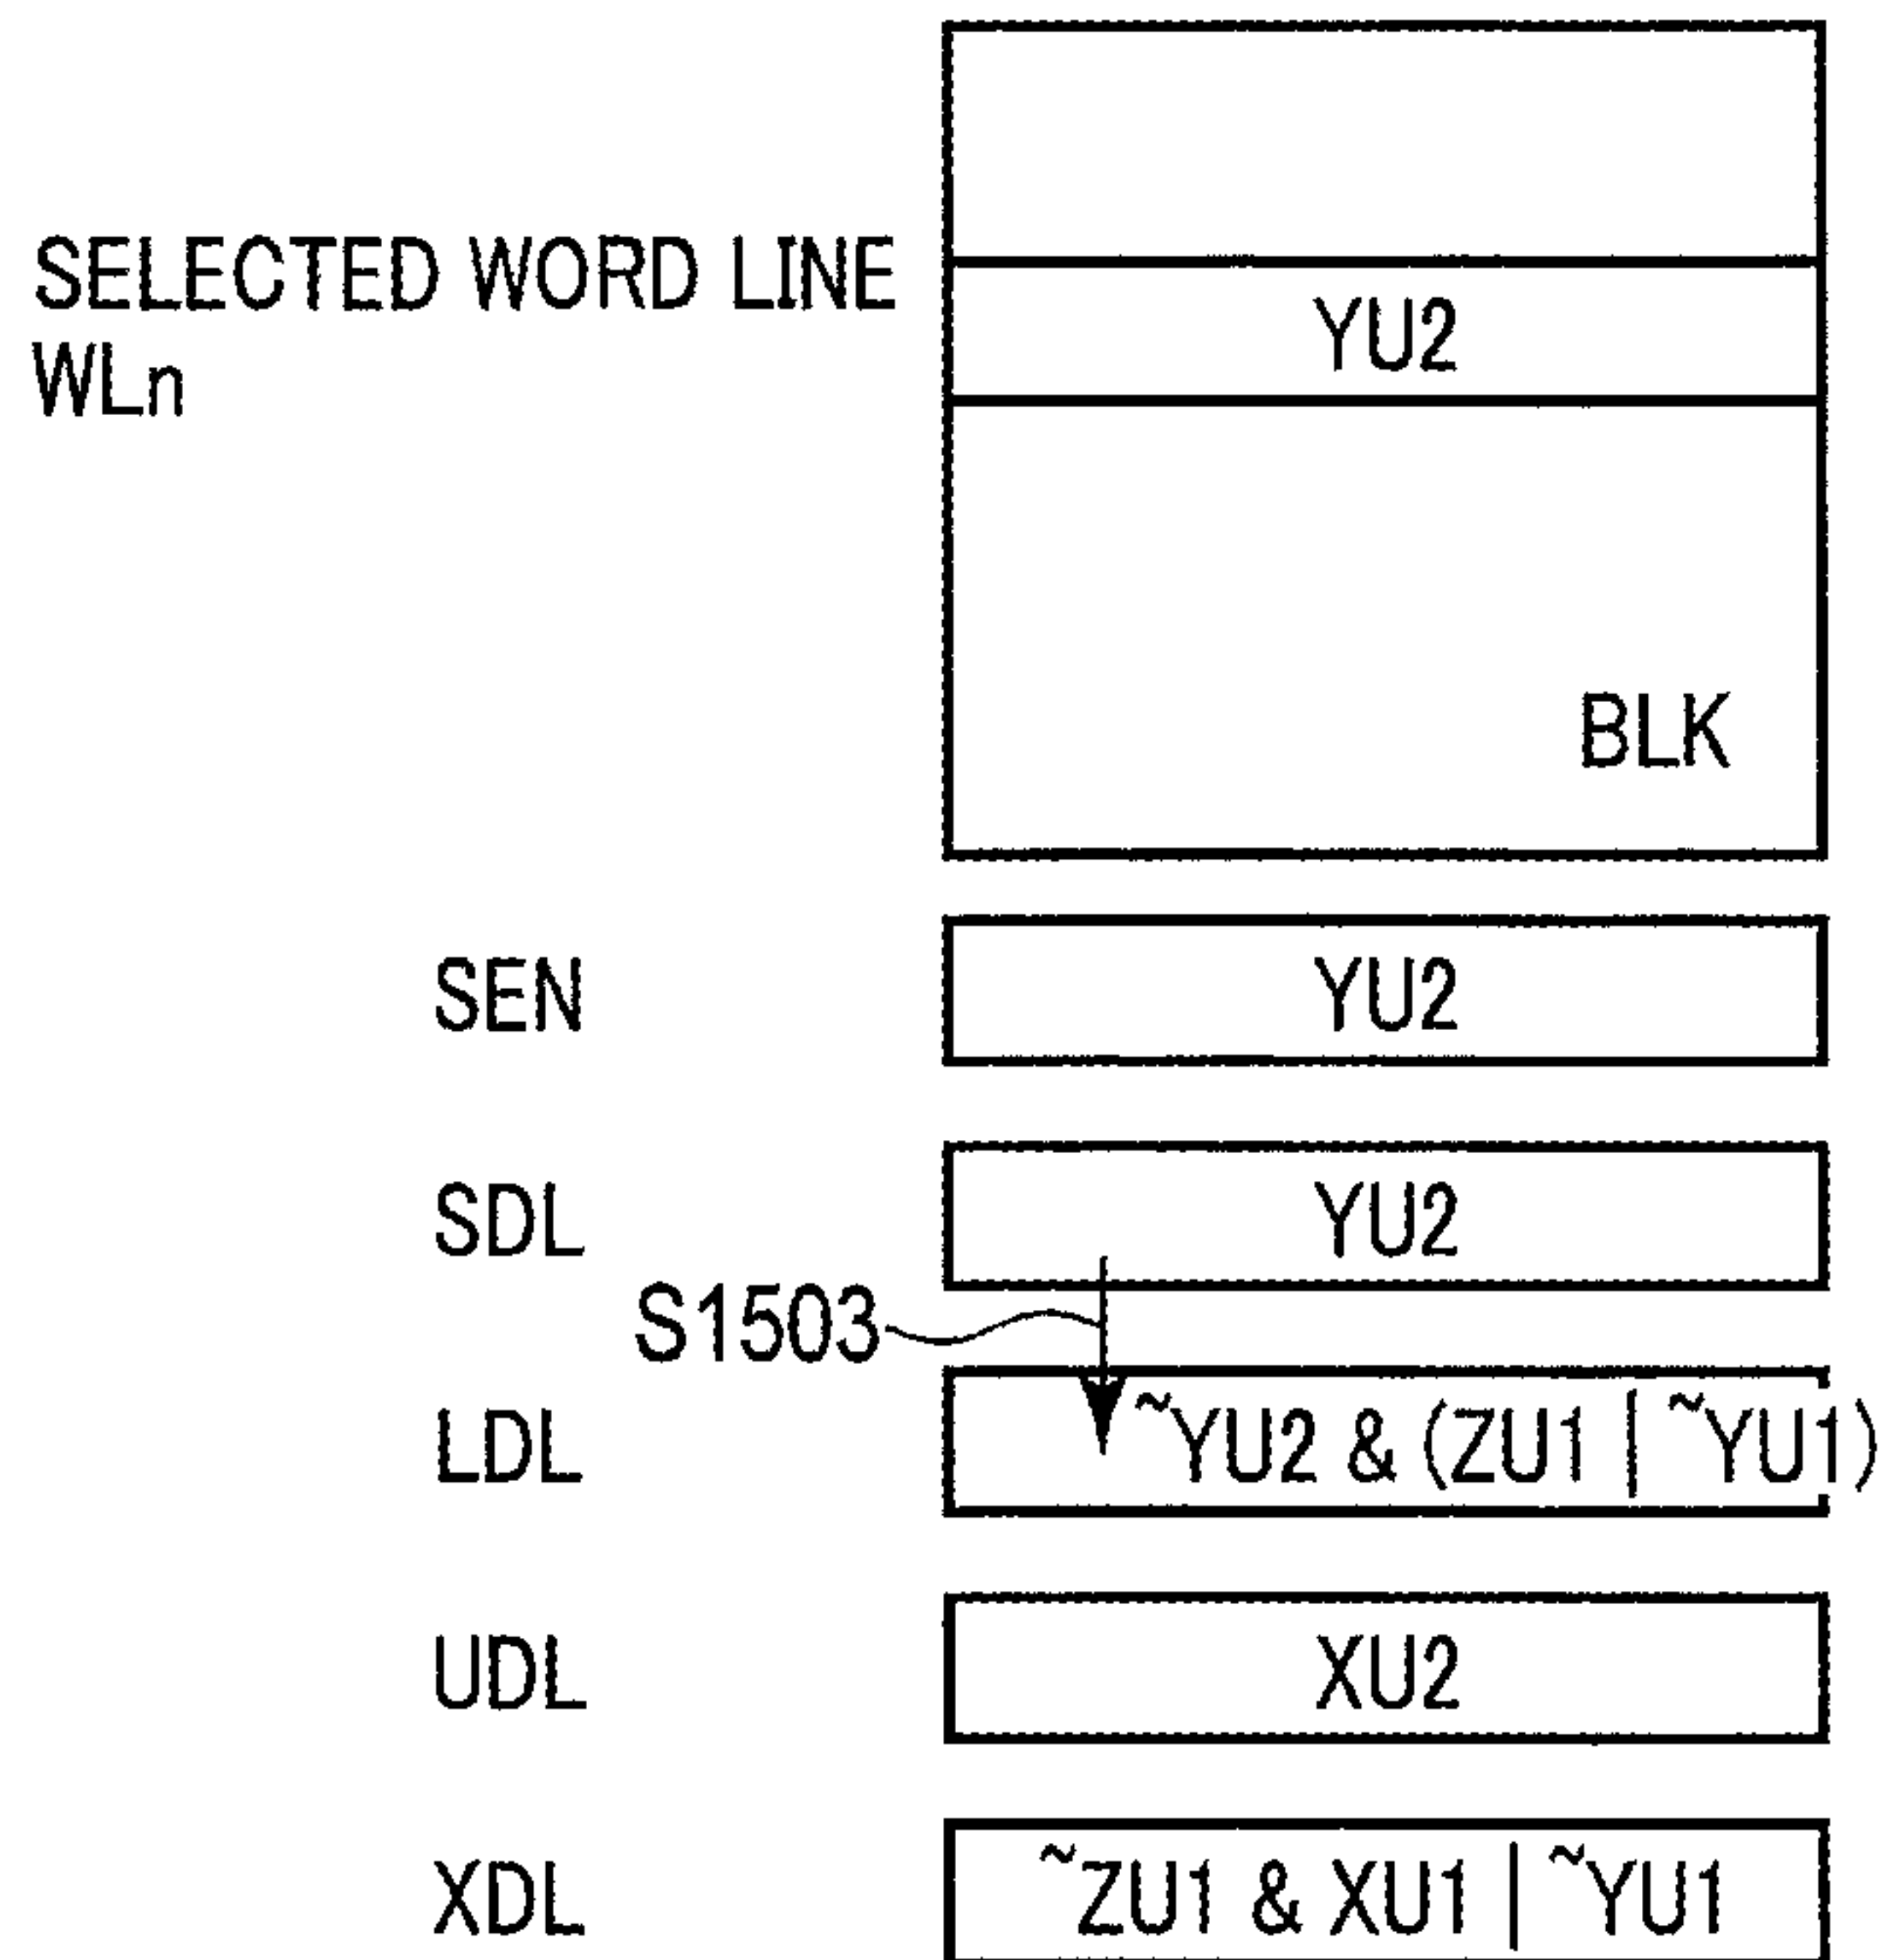 SELECTED WORD LINE
WLn
YU2
BLK
SEN YU2
SDL YU2
S1503
LDL ~YU2 & (ZU1 | ~YU1)
UDL XU2
XDL ~ZU1 & XU1 | ~YU1